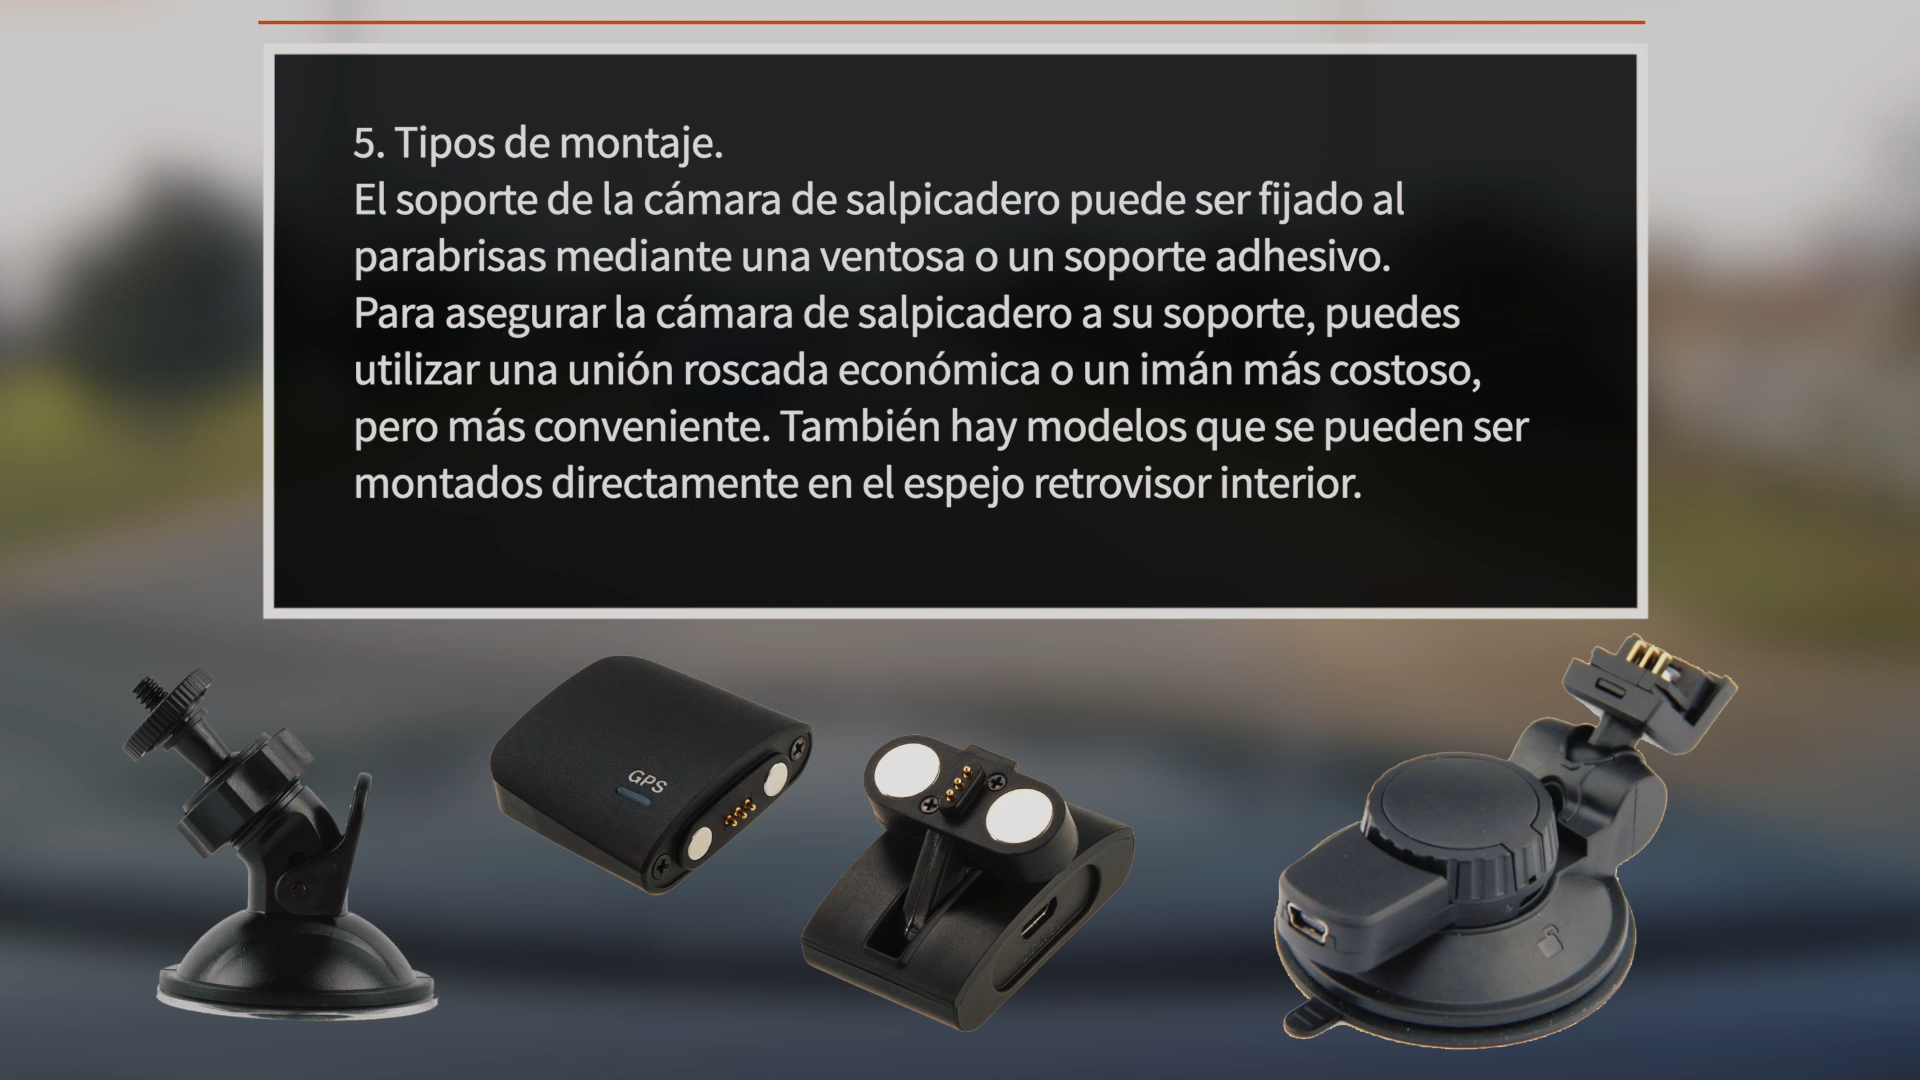 5. Tipos de montaje.
El soporte de la cámara de salpicadero puede ser fijado al
parabrisas mediante una ventosa o un soporte adhesivo.
Para asegurar la cámara de salpicadero a su soporte, puedes
utilizar una unión roscada económica o un imán más costoso,
pero más conveniente. También hay modelos que se pueden ser
montados directamente en el espejo retrovisor interior.
GPS